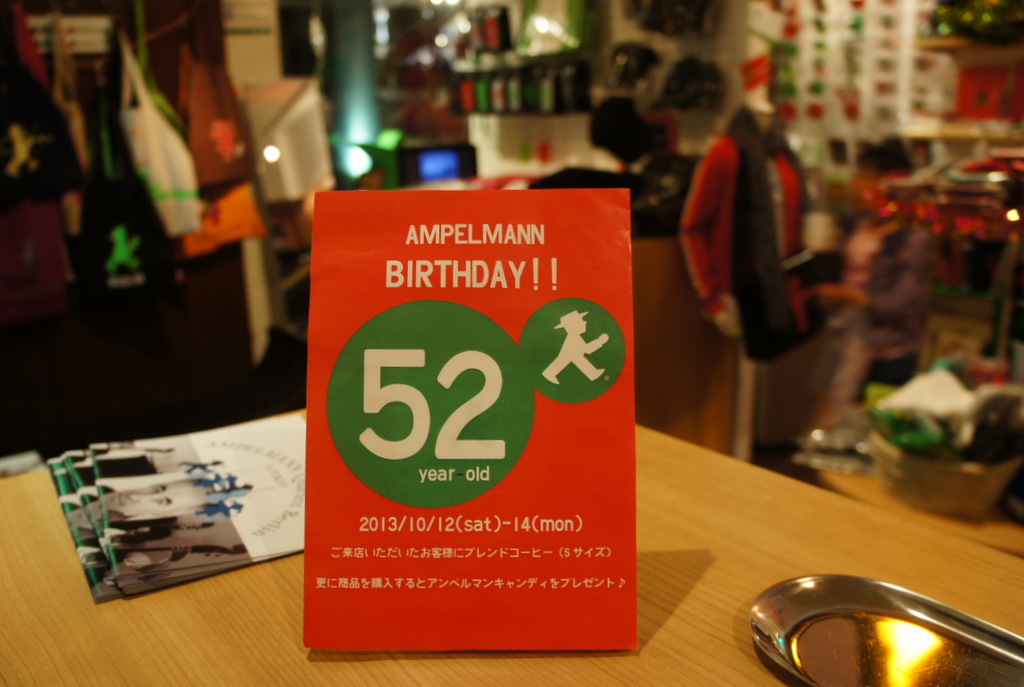 AMPELMANN
BIRTHDAY!!
52
year-old
2013/10/12(sat)-14(mon)
ご来店いただいたお客様にブレンドコーヒー（Sサイズ）
更に商品を購入するとアンペルマンキャンディをプレゼント♪
AMPELMANN
Berlin